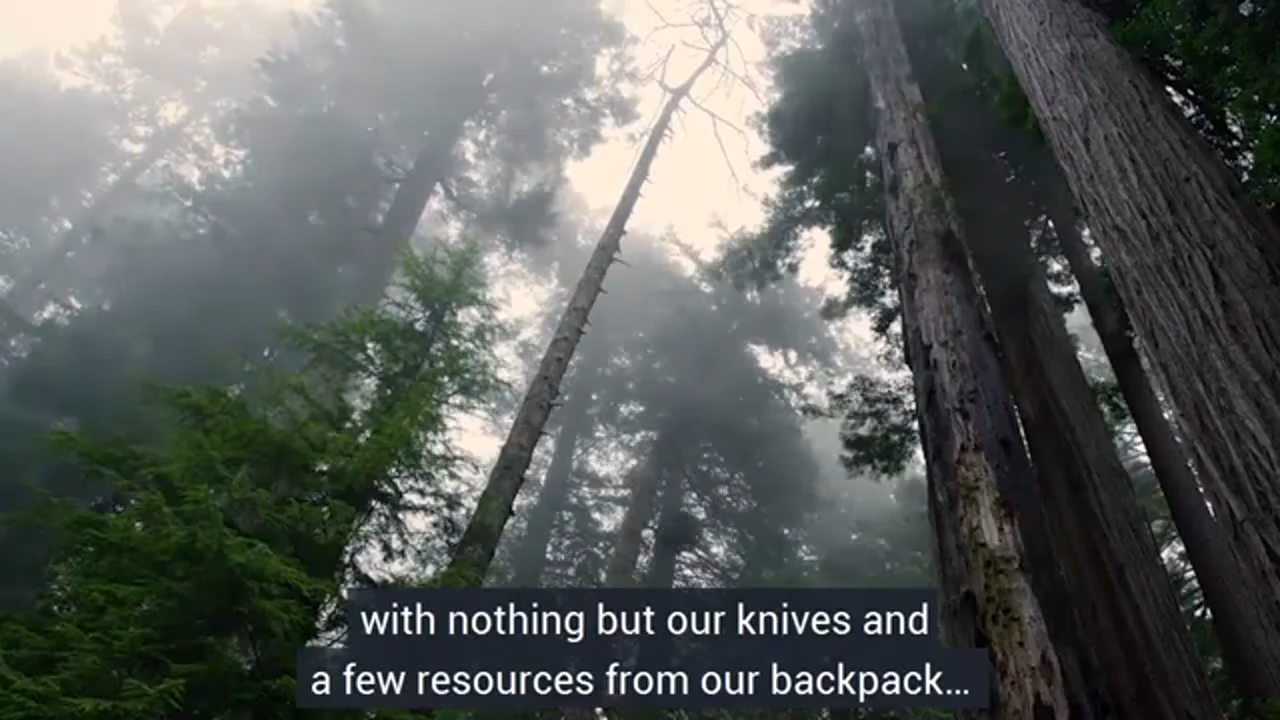 with nothing but our knives and
a few resources from our backpack...